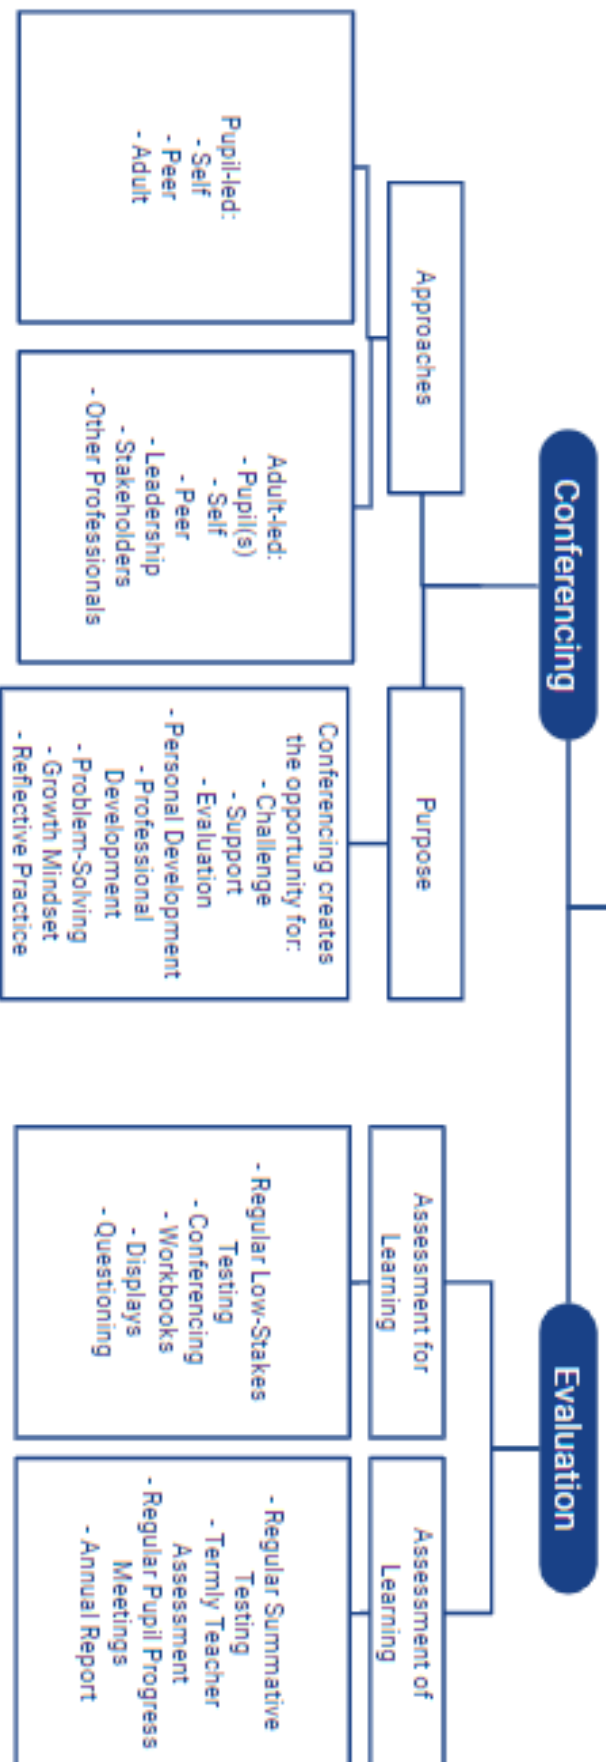 Conferencing
Evaluation
Approaches
Purpose
Assessment for
Learning
Assessment of
Learning
Pupil-led:
- Self
- Peer
- Adult
Adult-led:
- Pupil(s)
- Self
- Peer
- Leadership
- Stakeholders
- Other Professionals
Conferencing creates
the opportunity for:
- Challenge
- Support
- Evaluation
- Personal Development
- Professional
Development
- Problem-Solving
- Growth Mindset
- Reflective Practice
- Regular Low-Stakes
Testing
- Conferencing
- Workbooks
- Displays
- Questioning
- Regular Summative
Testing
- Termly Teacher
Assessment
- Regular Pupil Progress
Meetings
- Annual Report